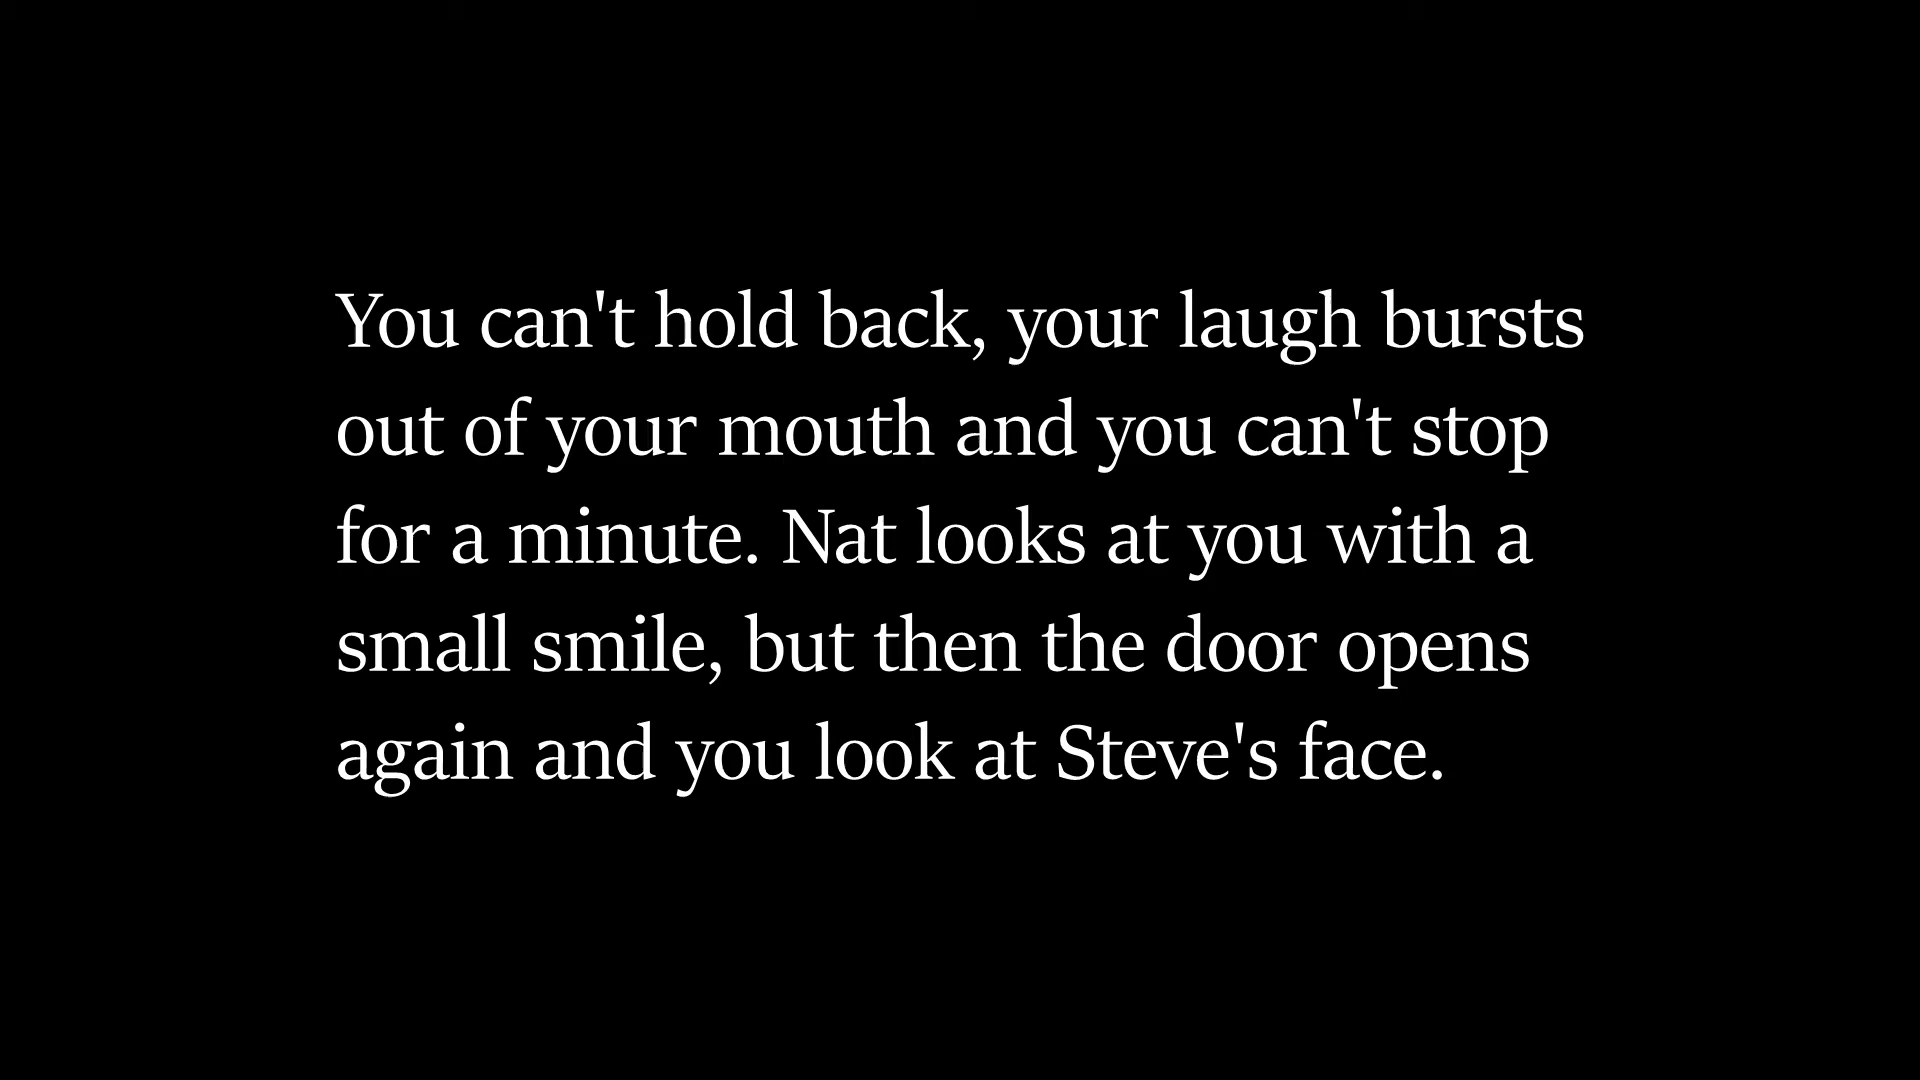 You can't hold back, your laugh bursts
out of your mouth and you can't stop
for a minute. Nat looks at you with a
small smile, but then the door opens
again and you look at Steve's face.